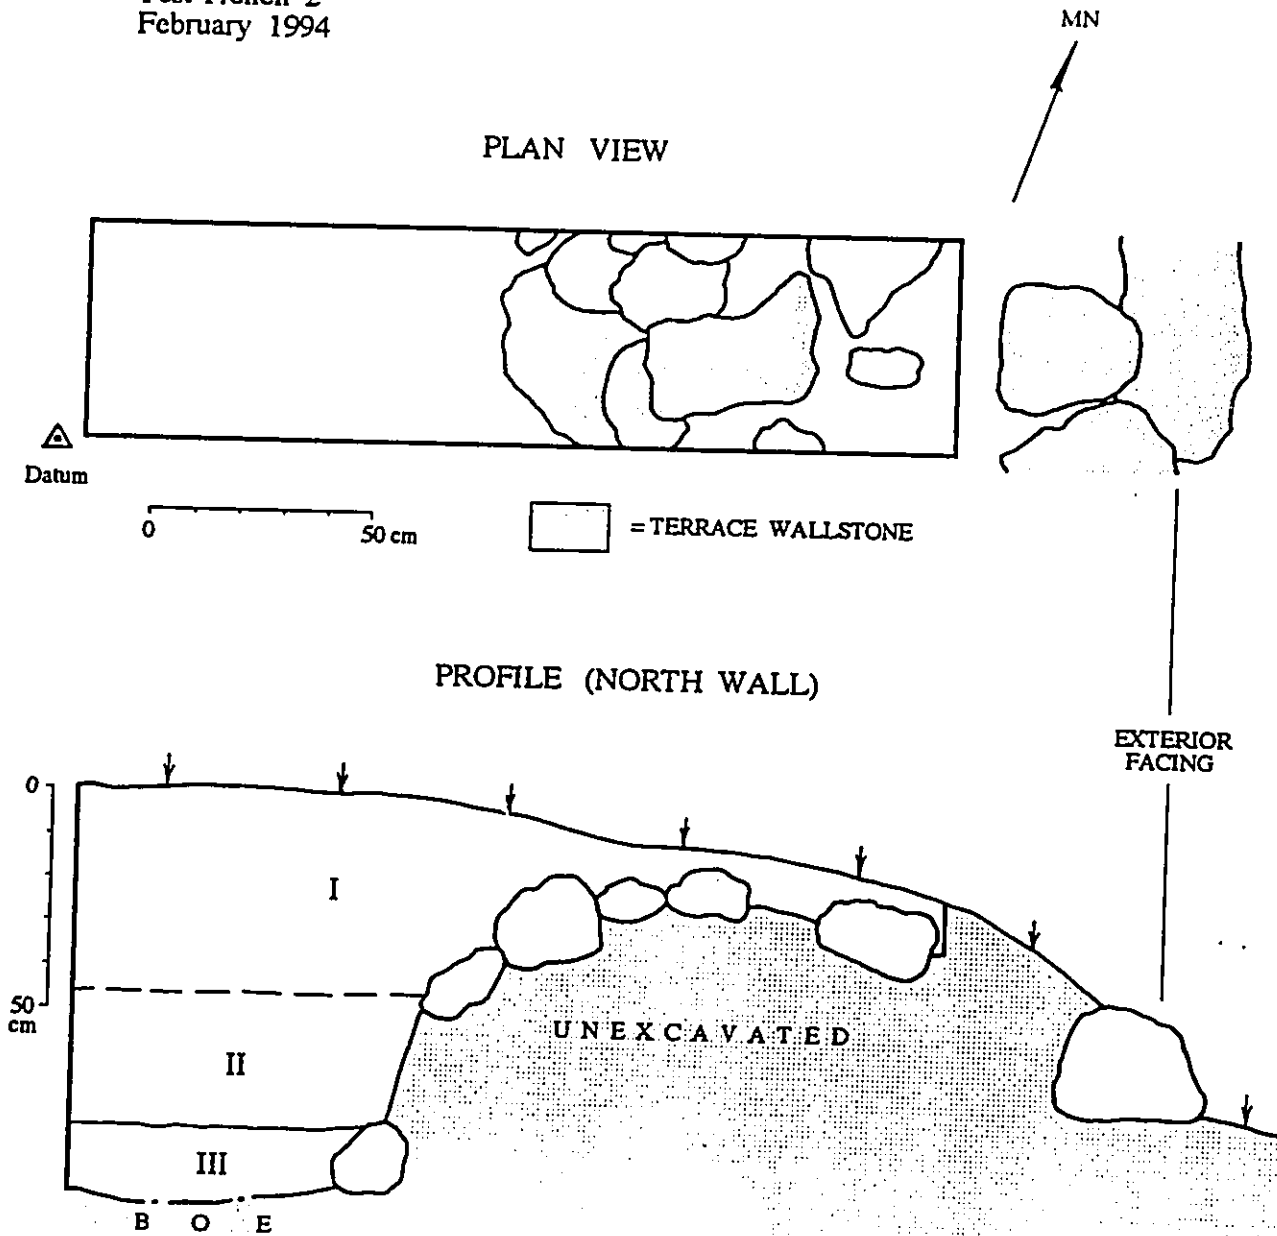 February 1994
MN
PLAN VIEW
Datum
0 50 cm
= TERRACE WALLSTONE
PROFILE (NORTH WALL)
EXTERIOR
FACING
0
I
50
cm
UNEXCAVATED
II
III
B O E